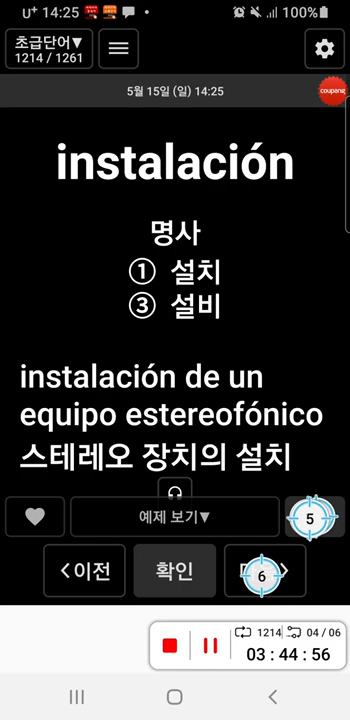 U+ 14:25 100%
초급단어▼
1214 / 1261
5월 15일 (일) 14:25
coupang
instalación
명사
① 설치
③ 설비
instalación de un
equipo estereofónico
스테레오 장치의 설치
예제 보기▼
5
이전
확인
6
1214 04 / 06
03 : 44 : 56